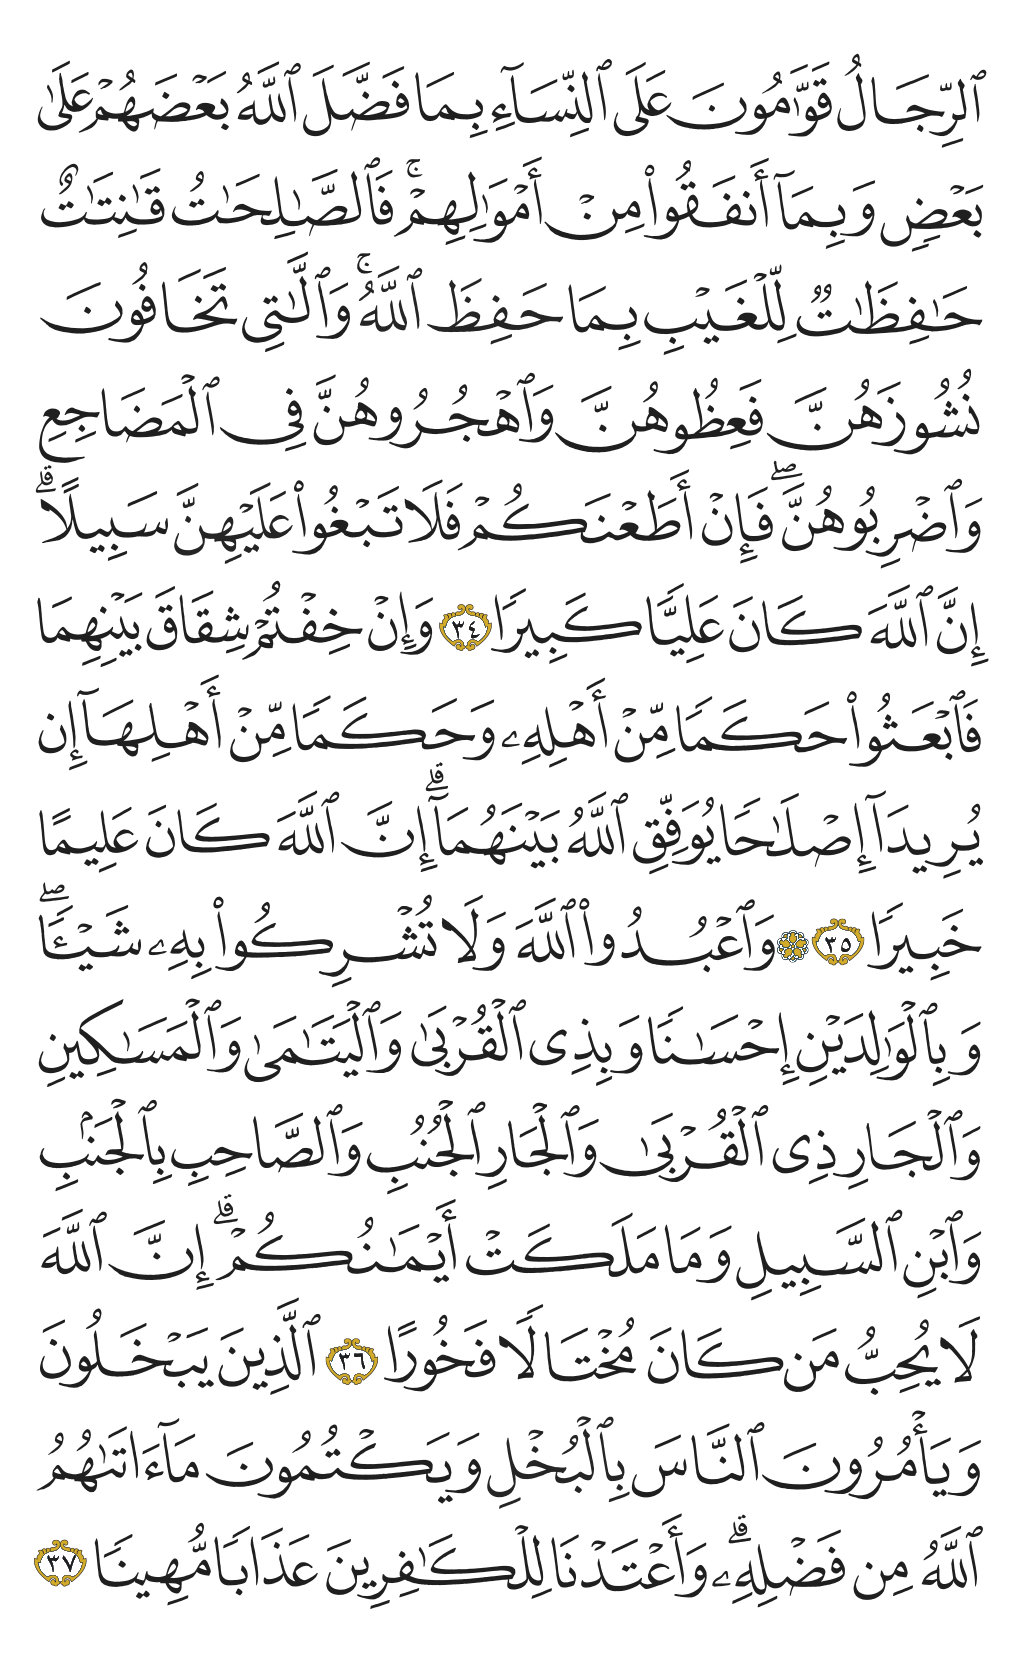 ٱلرِّجَالُ قَوَّٰمُونَ عَلَى ٱلنِّسَآءِ بِمَا فَضَّلَ ٱللَّهُ بَعْضَهُمْ عَلَىٰ
بَعْضٍ وَبِمَآ أَنفَقُوا۟ مِنْ أَمْوَٰلِهِمْ ۚ فَٱلصَّٰلِحَٰتُ قَٰنِتَٰتٌ
حَٰفِظَٰتٌ لِّلْغَيْبِ بِمَا حَفِظَ ٱللَّهُ ۚ وَٱلَّٰتِى تَخَافُونَ
نُشُوزَهُنَّ فَعِظُوهُنَّ وَٱهْجُرُوهُنَّ فِى ٱلْمَضَاجِعِ
وَٱضْرِبُوهُنَّ ۖ فَإِنْ أَطَعْنَكُمْ فَلَا تَبْغُوا۟ عَلَيْهِنَّ سَبِيلًا ۗ
إِنَّ ٱللَّهَ كَانَ عَلِيًّا كَبِيرًا ٣٤ وَإِنْ خِفْتُمْ شِقَاقَ بَيْنِهِمَا
فَٱبْعَثُوا۟ حَكَمًا مِّنْ أَهْلِهِۦ وَحَكَمًا مِّنْ أَهْلِهَآ إِن
يُرِيدَآ إِصْلَٰحًا يُوَفِّقِ ٱللَّهُ بَيْنَهُمَآ ۗ إِنَّ ٱللَّهَ كَانَ عَلِيمًا
خَبِيرًا ٣٥ ۞ وَٱعْبُدُوا۟ ٱللَّهَ وَلَا تُشْرِكُوا۟ بِهِۦ شَيْـًٔا ۖ
وَبِٱلْوَٰلِدَيْنِ إِحْسَٰنًا وَبِذِى ٱلْقُرْبَىٰ وَٱلْيَتَٰمَىٰ وَٱلْمَسَٰكِينِ
وَٱلْجَارِ ذِى ٱلْقُرْبَىٰ وَٱلْجَارِ ٱلْجُنُبِ وَٱلصَّاحِبِ بِٱلْجَنۢبِ
وَٱبْنِ ٱلسَّبِيلِ وَمَا مَلَكَتْ أَيْمَٰنُكُمْ ۗ إِنَّ ٱللَّهَ
لَا يُحِبُّ مَن كَانَ مُخْتَالًا فَخُورًا ٣٦ ٱلَّذِينَ يَبْخَلُونَ
وَيَأْمُرُونَ ٱلنَّاسَ بِٱلْبُخْلِ وَيَكْتُمُونَ مَآ ءَاتَىٰهُمُ
ٱللَّهُ مِن فَضْلِهِۦ ۗ وَأَعْتَدْنَا لِلْكَٰفِرِينَ عَذَابًا مُّهِينًا ٣٧